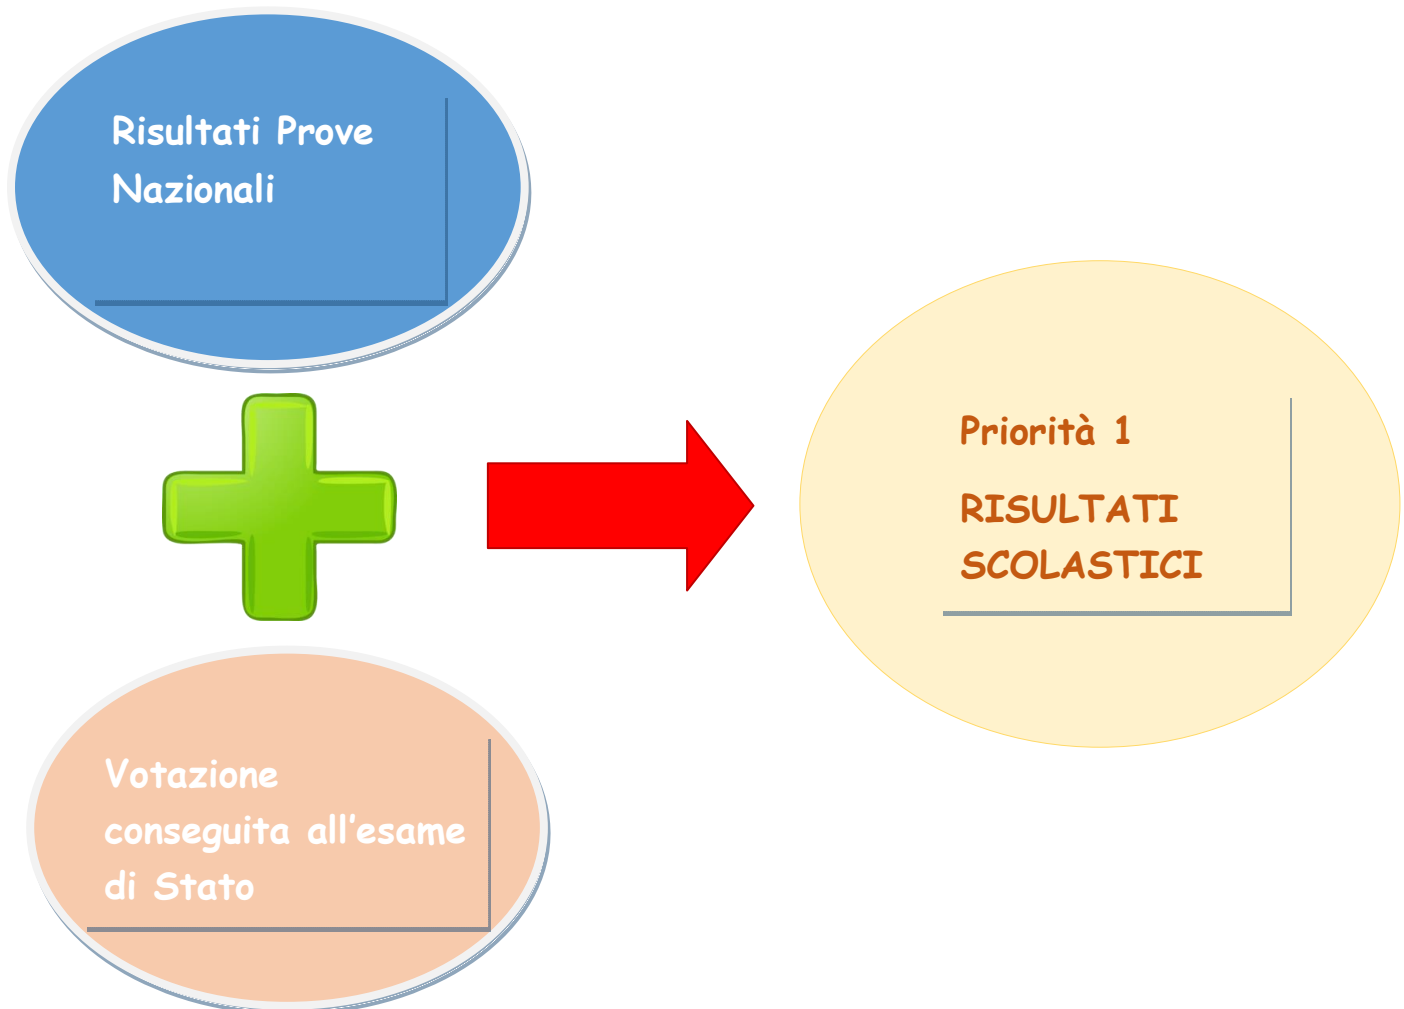 Risultati Prove
Nazionali
Priorità 1
RISULTATI
SCOLASTICI
Votazione
conseguita all'esame
di Stato